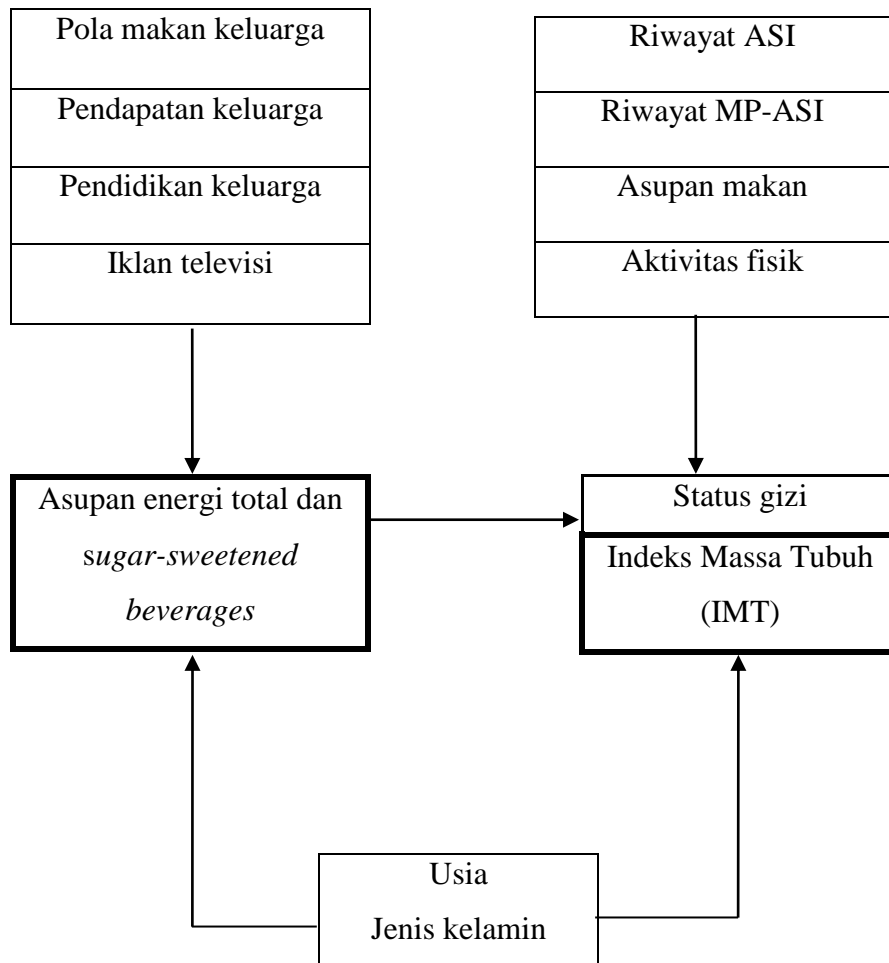 Pola makan keluarga
Pendapatan keluarga
Pendidikan keluarga
Iklan televisi
Riwayat ASI
Riwayat MP-ASI
Asupan makan
Aktivitas fisik
Asupan energi total dan
sugar-sweetened
beverages
Status gizi
Indeks Massa Tubuh
(IMT)
Usia
Jenis kelamin